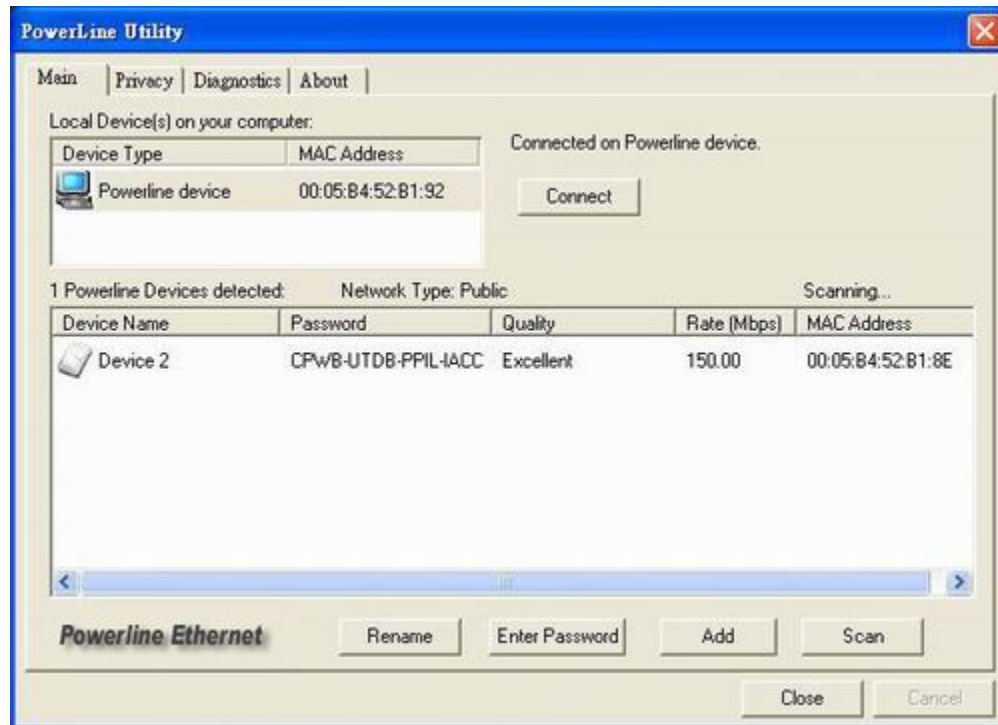 PowerLine Utility
Main Privacy Diagnostics About
Local Device(s) on your computer:
Device Type MAC Address
Powerline device 00:05:B4:52:B1:92
Connected on Powerline device.
Connect
1 Powerline Devices detected: Network Type: Public Scanning...
Device Name Password Quality Rate (Mbps) MAC Address
Device 2 CPWB-UTDB-PPIL-IACC Excellent 150.00 00:05:B4:52:B1:8E
Powerline Ethernet Rename Enter Password Add Scan
Close Cancel